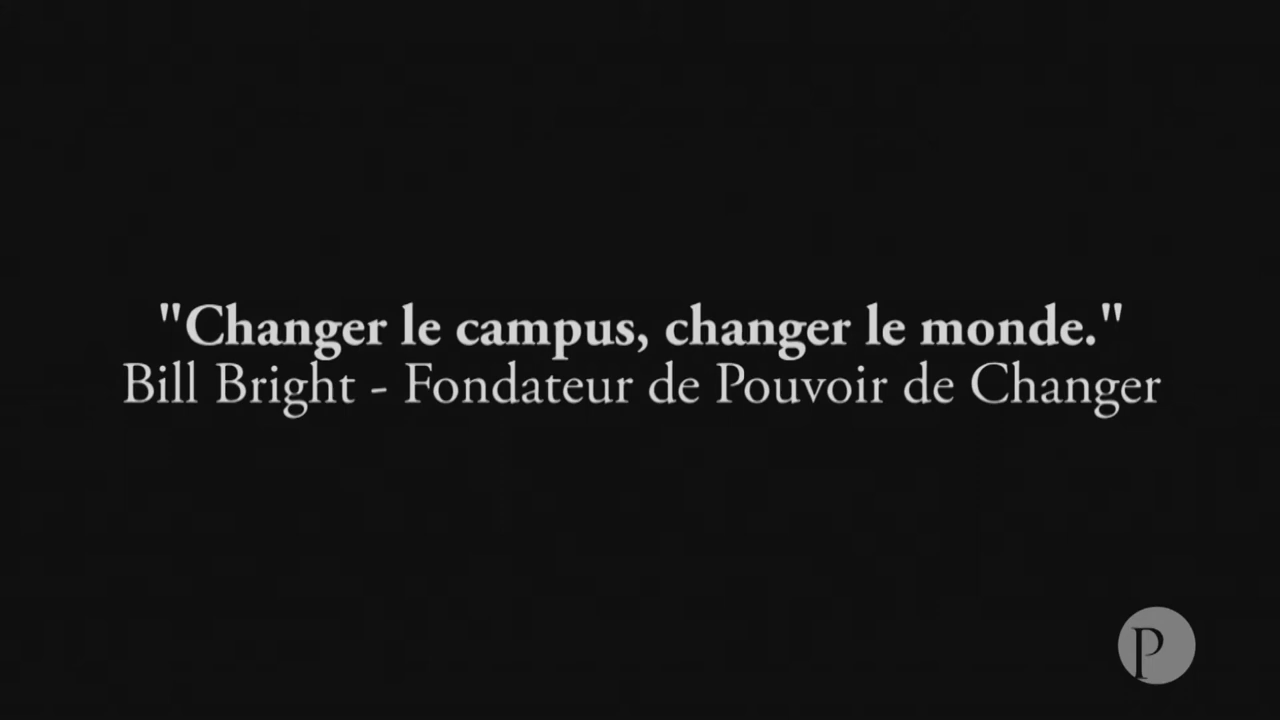 "Changer le campus, changer le monde."
Bill Bright - Fondateur de Pouvoir de Changer
P